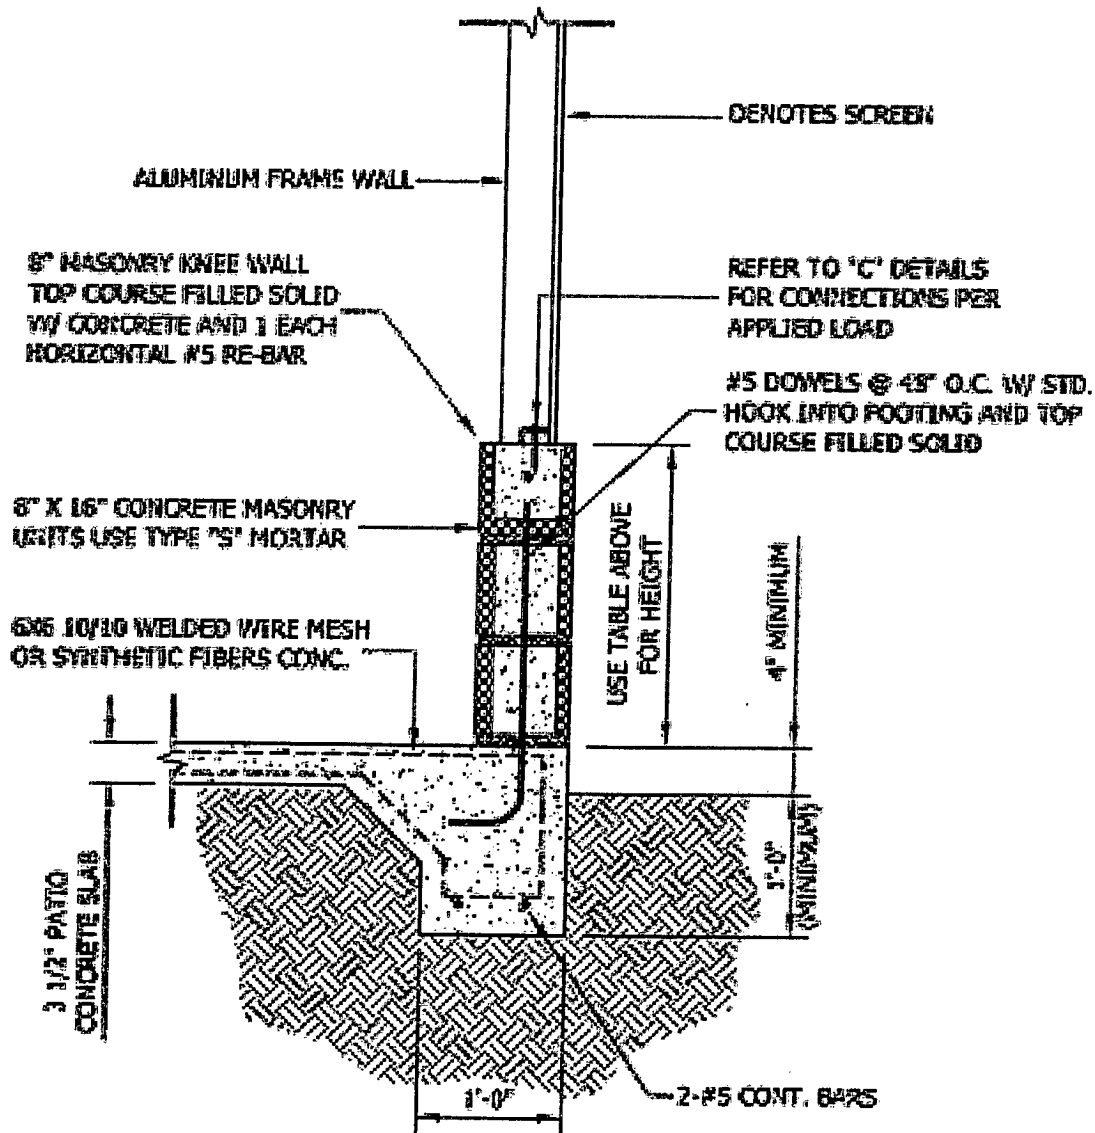 DENOTES SCREEN
ALUMINUM FRAME WALL
8" MASONRY KNEE WALL
TOP COURSE FILLED SOLID
W/ CONCRETE AND 1 EACH
HORIZONTAL #5 RE-BAR
REFER TO "C" DETAILS
FOR CONNECTIONS PER
APPLIED LOAD
#5 DOWELS @ 48" O.C. W/ STD.
HOOK INTO FOOTING AND TOP
COURSE FILLED SOLID
8" X 16" CONCRETE MASONRY
UNITS USE TYPE "S" MORTAR
USE TABLE ABOVE
FOR HEIGHT
4" MINIMUM
6X6 10/10 WELDED WIRE MESH
OR SYNTHETIC FIBERS CONC.
1'-0"
(MINIMUM)
3 1/2" PATIO
CONCRETE SLAB
1'-0"
2-#5 CONT. BARS